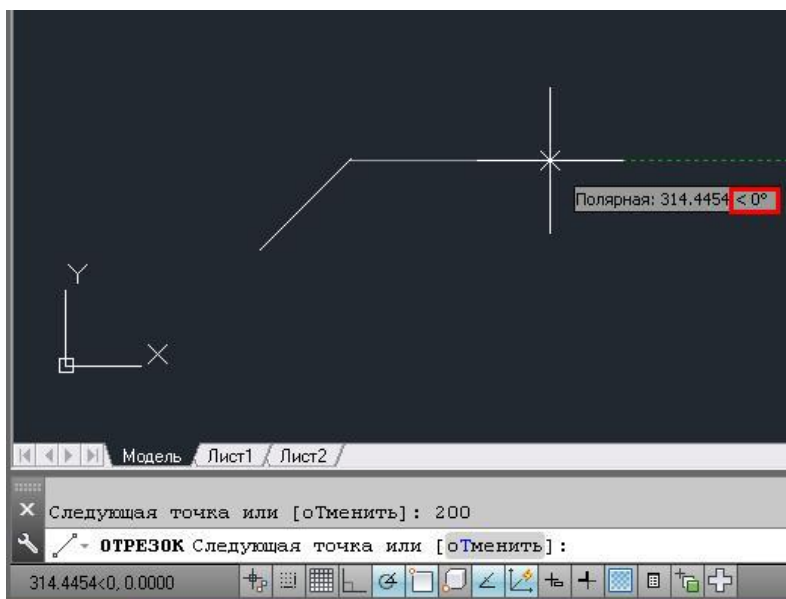 Полярная: 314.4454 < 0°
Y
X
Модель Лист1 Лист2
Следующая точка или [оТменить]: 200
ОТРЕЗОК Следующая точка или [оТменить]:
314.4454<0, 0.0000